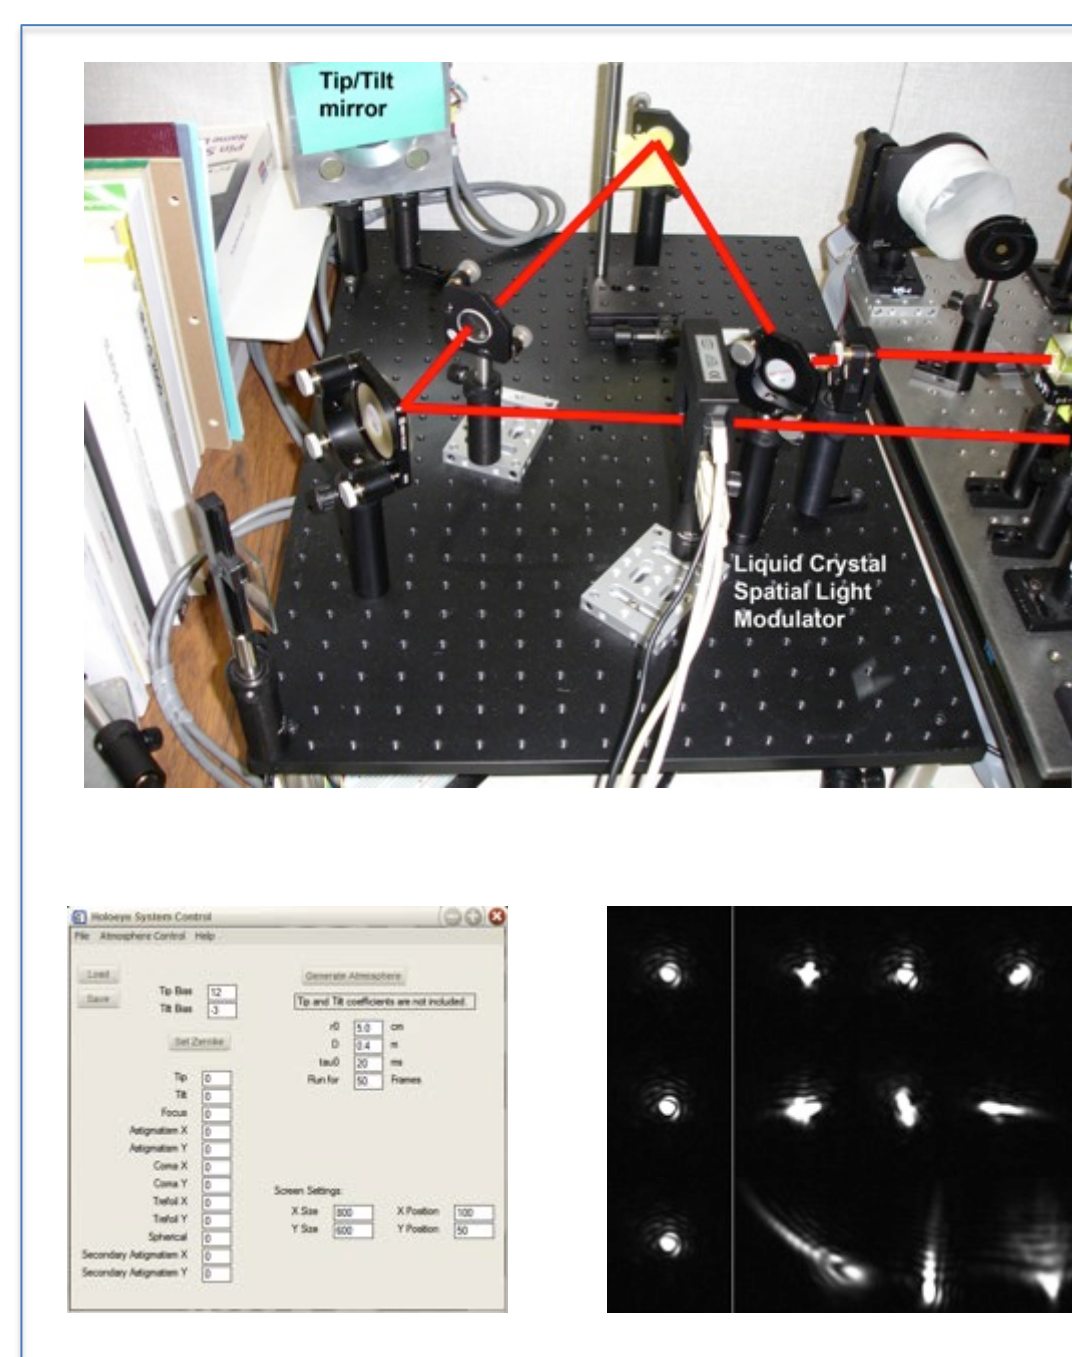 Tip/Tilt
mirror
Pin S
Name L
Liquid Crystal
Spatial Light
Modulator
Holoeye System Control
File Atmosphere Control Help
Load
Save
Tip Bias 12
Tilt Bias -3
Set Zernike
Tip 0
Tilt 0
Focus 0
Astigmatism X 0
Astigmatism Y 0
Coma X 0
Coma Y 0
Trefoil X 0
Trefoil Y 0
Spherical 0
Secondary Astigmatism X 0
Secondary Astigmatism Y 0
Generate Atmosphere
Tip and Tilt coefficients are not included.
r0 5.0 cm
D 0.4 m
tau0 20 ms
Run for 50 Frames
Screen Settings:
X Size 800 X Position 100
Y Size 600 Y Position 50